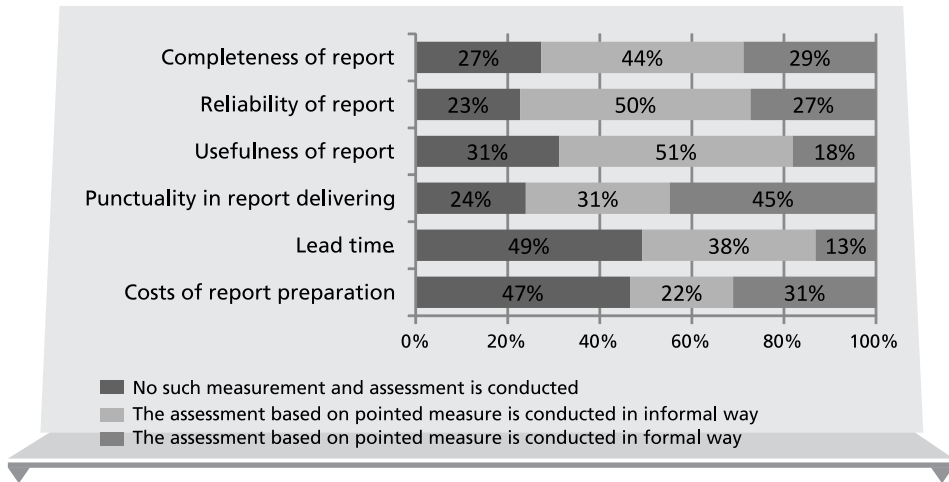 Completeness of report 27% 44% 29%
Reliability of report 23% 50% 27%
Usefulness of report 31% 51% 18%
Punctuality in report delivering 24% 31% 45%
Lead time 49% 38% 13%
Costs of report preparation 47% 22% 31%
0% 20% 40% 60% 80% 100%
No such measurement and assessment is conducted
The assessment based on pointed measure is conducted in informal way
The assessment based on pointed measure is conducted in formal way